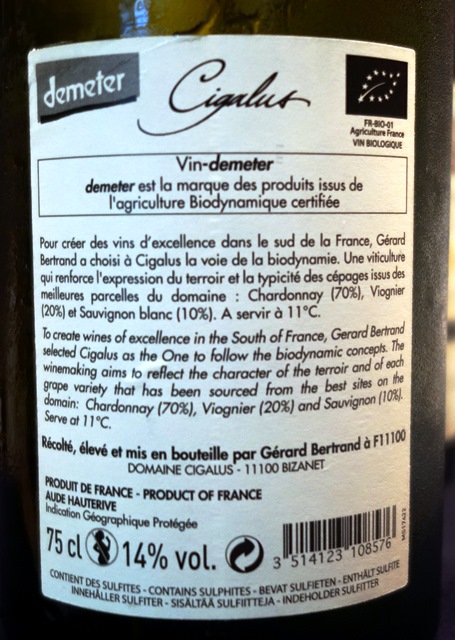 demeter
Cigalus
FR-BIO-01
Agriculture France
VIN BIOLOGIQUE
Vin-demeter
demeter est la marque des produits issus de
l'agriculture Biodynamique certifiée
Pour créer des vins d'excellence dans le sud de la France, Gérard
Bertrand a choisi à Cigalus la voie de la biodynamie. Une viticulture
qui renforce l'expression du terroir et la typicité des cépages issus des
meilleures parcelles du domaine : Chardonnay (70%), Viognier
(20%) et Sauvignon blanc (10%). A servir à 11°C.
To create wines of excellence in the South of France, Gerard Bertrand
selected Cigalus as the One to follow the biodynamic concepts. The
winemaking aims to reflect the character of the terroir and of each
grape variety that has been sourced from the best sites on the
domain: Chardonnay (70%), Viognier (20%) and Sauvignon (10%).
Serve at 11°C.
Récolté, élevé et mis en bouteille par Gérard Bertrand à F11100
DOMAINE CIGALUS - 11100 BIZANET
PRODUIT DE FRANCE - PRODUCT OF FRANCE
AUDE HAUTERIVE
Indication Géographique Protégée
75 cl 14% vol.
3 514123 108576
MG17422
CONTIENT DES SULFITES - CONTAINS SULPHITES - BEVAT SULFIETEN - ENTHÄLT SULFITE
INNEHÅLLER SULFITER - SISÄLTÄÄ SULFIITTEJA - INDEHOLDER SULFITTER